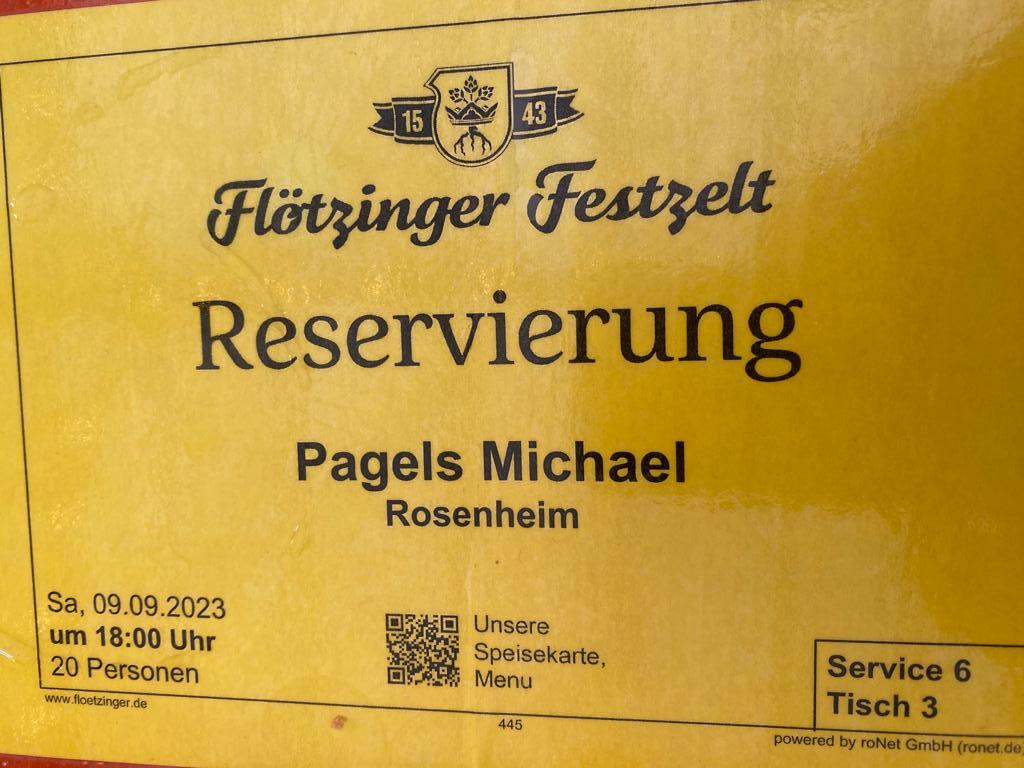 15 43
Flötzinger Festzelt
Reservierung
Pagels Michael
Rosenheim
Sa, 09.09.2023
um 18:00 Uhr
20 Personen
Unsere
Speisekarte,
Menu
Service 6
Tisch 3
www.floetzinger.de
445
powered by roNet GmbH (ronet.de